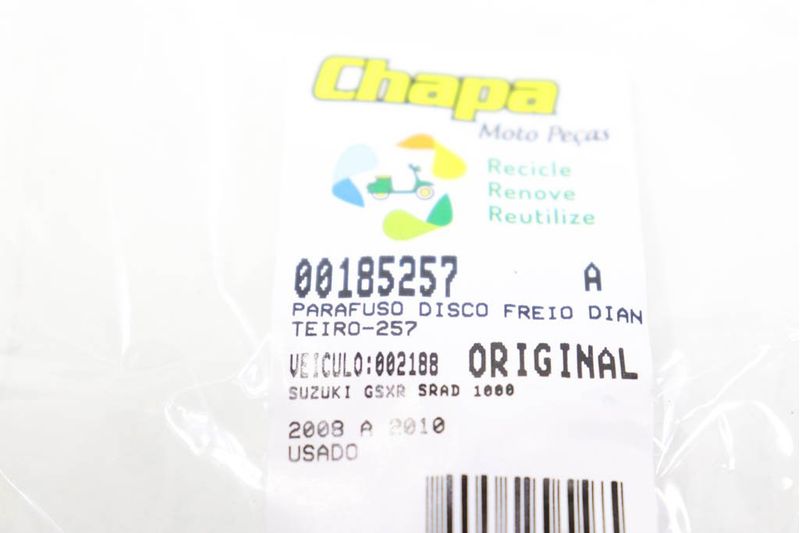 Chapa
Moto Peças
Recicle
Renove
Reutilize
00185257 A
PARAFUSO DISCO FREIO DIAN
TEIRO-257
VEICULO:002188 ORIGINAL
SUZUKI GSXR SRAD 1000
2008 A 2010
USADO